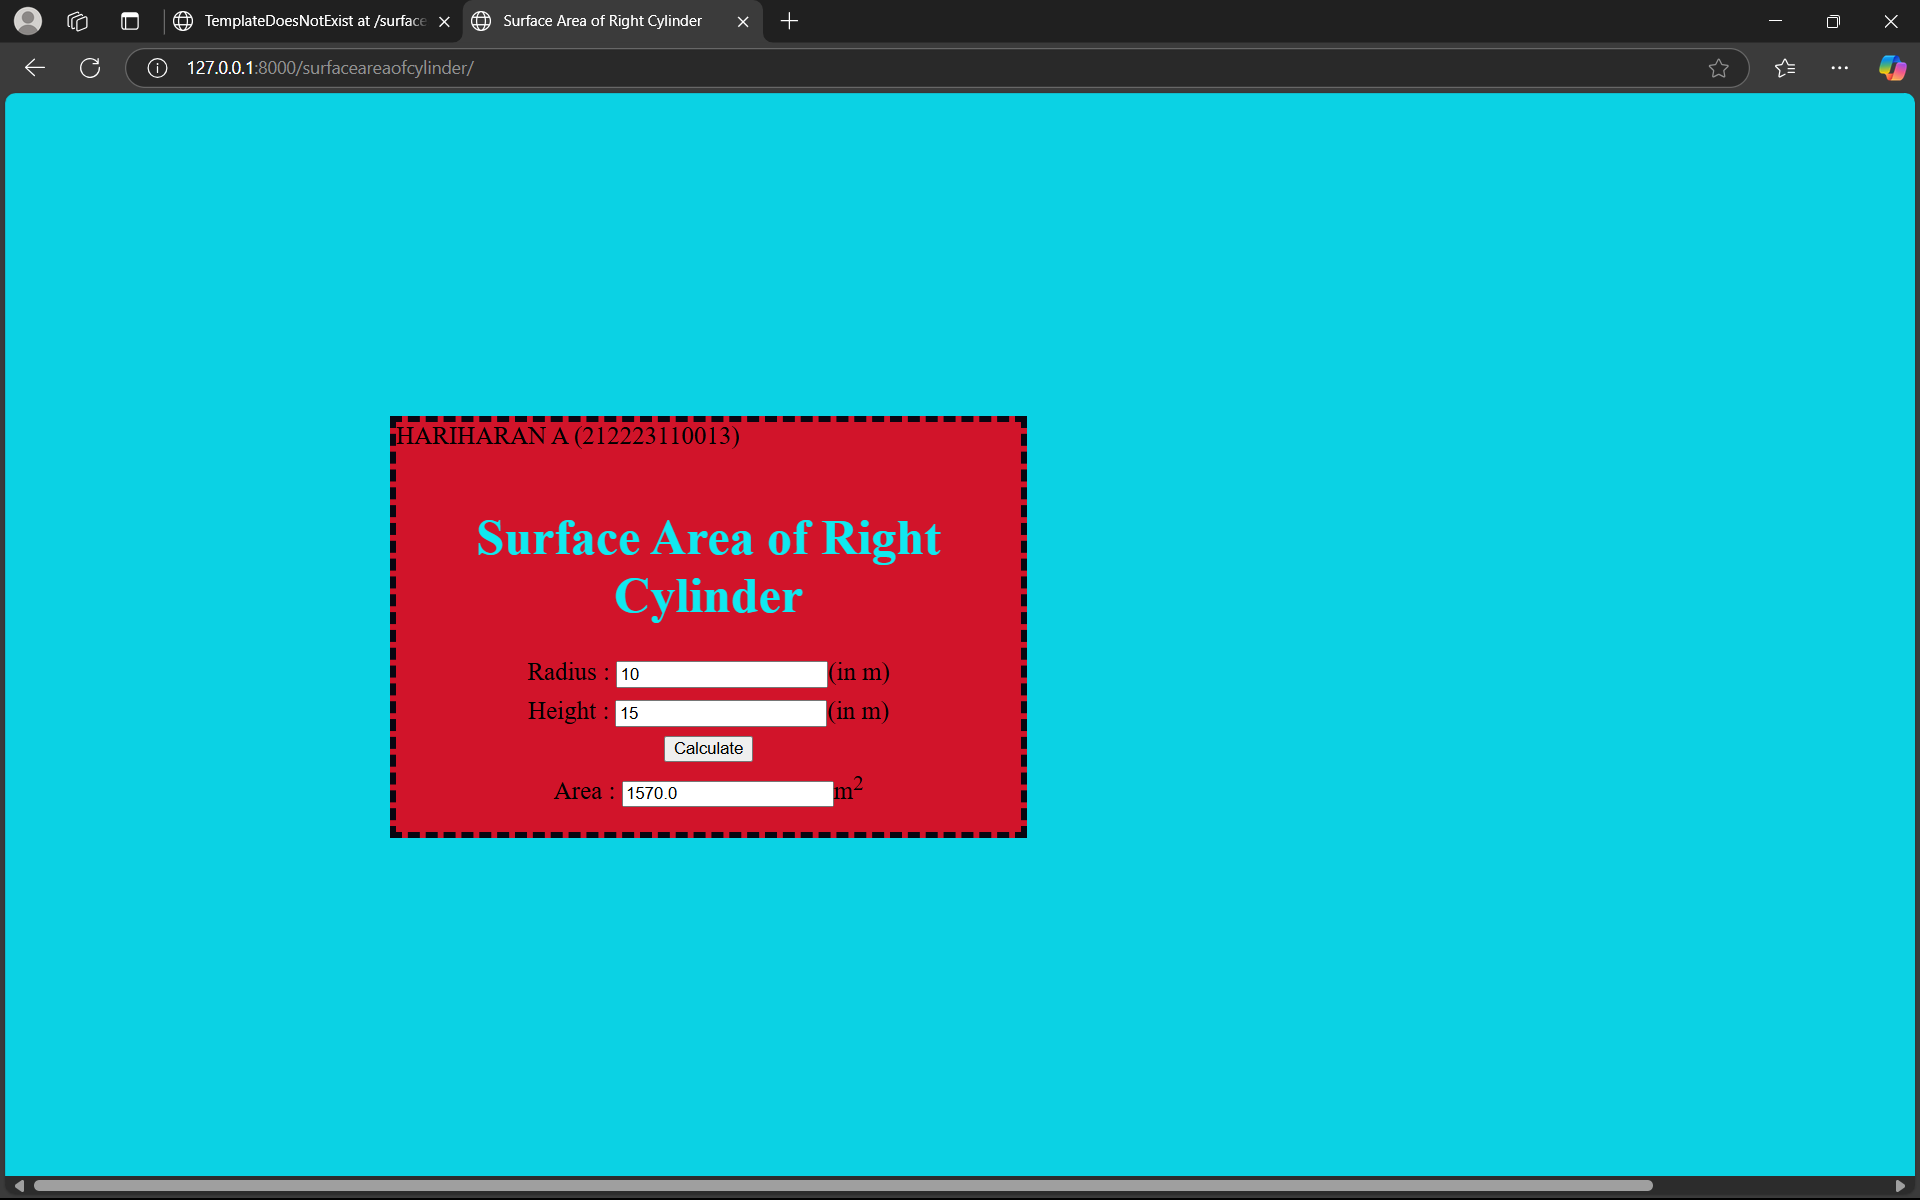 TemplateDoesNotExist at /surface
Surface Area of Right Cylinder
127.0.0.1:8000/surfaceareaofcylinder/
HARIHARAN A (212223110013)
Surface Area of Right
Cylinder
Radius : 10 (in m)
Height : 15 (in m)
Calculate
Area : 1570.0 m²